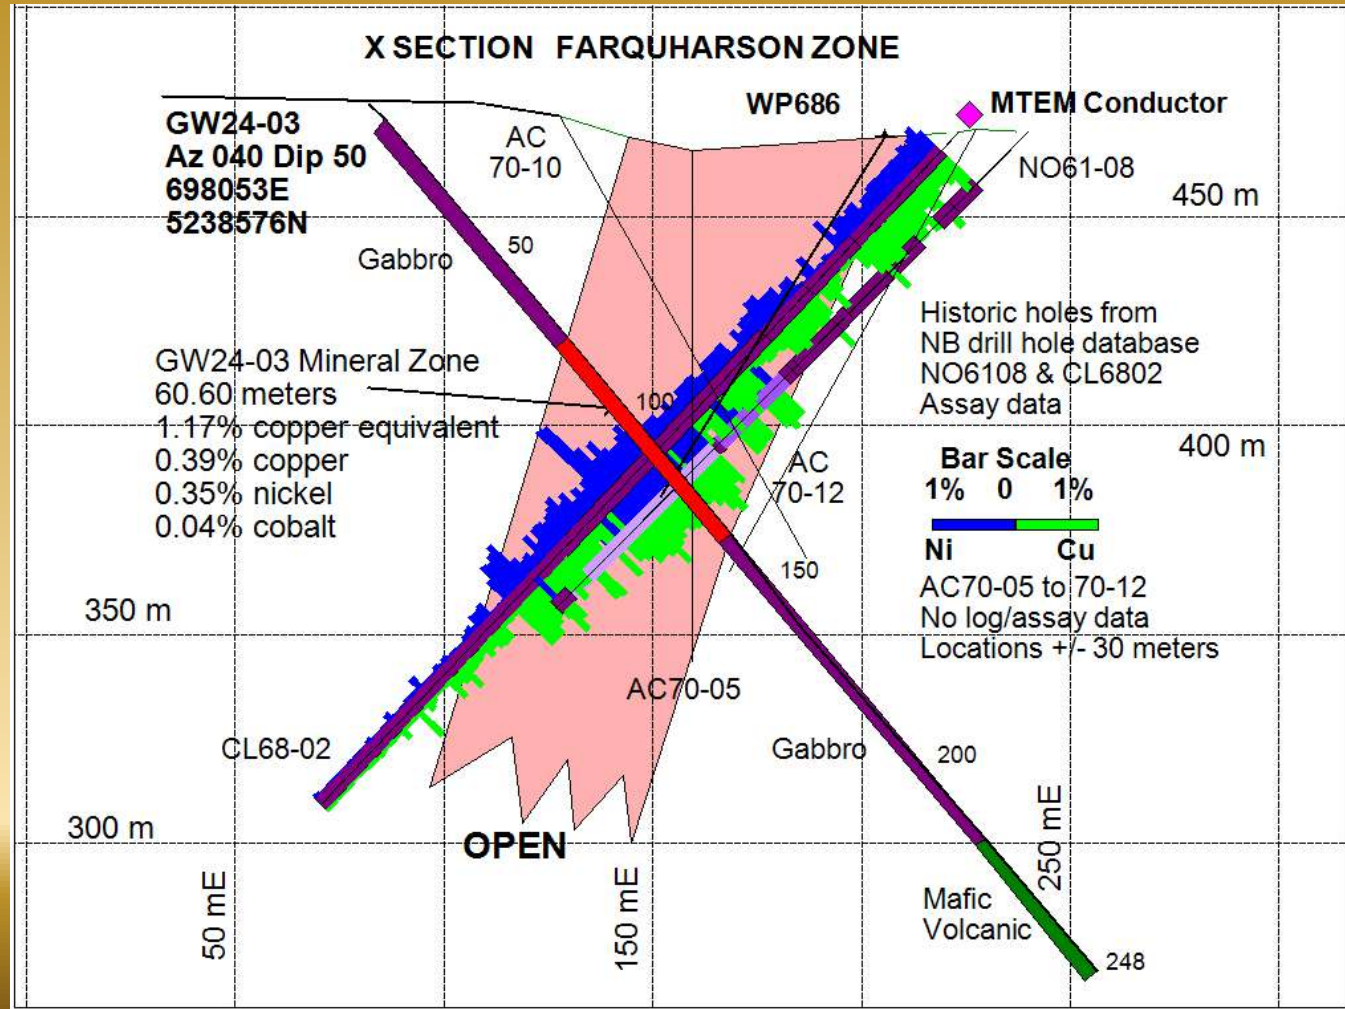 X SECTION FARQUHARSON ZONE
WP686
MTEM Conductor
GW24-03
Az 040 Dip 50
698053E
5238576N
AC
70-10
NO61-08
450 m
Gabbro
50
Historic holes from
NB drill hole database
NO6108 & CL6802
Assay data
GW24-03 Mineral Zone
60.60 meters
1.17% copper equivalent
0.39% copper
0.35% nickel
0.04% cobalt
100
400 m
AC
70-12
Bar Scale
1% 0 1%
Ni Cu
150
AC70-05 to 70-12
No log/assay data
Locations +/- 30 meters
350 m
AC70-05
CL68-02
Gabbro
200
300 m
OPEN
50 mE
150 mE
250 mE
Mafic
Volcanic
248